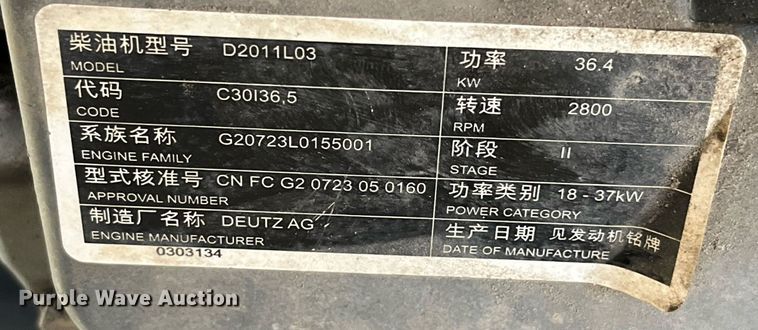 柴油机型号 D2011L03 功率 36.4
MODEL KW
代码 C30I36,5 转速 2800
CODE RPM
系族名称 G20723L0155001 阶段 II
ENGINE FAMILY STAGE
型式核准号 CN FC G2 0723 05 0160 功率类别 18 - 37kW
APPROVAL NUMBER POWER CATEGORY
制造厂名称 DEUTZ AG 生产日期 见发动机铭牌
ENGINE MANUFACTURER DATE OF MANUFACTURE
0303134
Purple Wave Auction